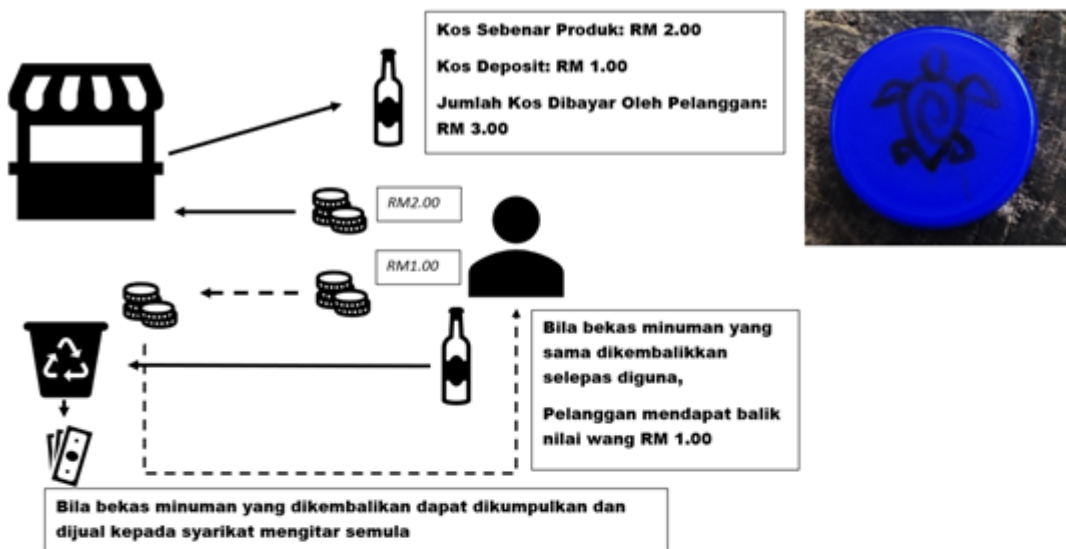 Kos Sebenar Produk: RM 2.00
Kos Deposit: RM 1.00
Jumlah Kos Dibayar Oleh Pelanggan:
RM 3.00
RM2.00
RM1.00
Bila bekas minuman yang
sama dikembalikkan
selepas diguna,
Pelanggan mendapat balik
nilai wang RM 1.00
Bila bekas minuman yang dikembalikan dapat dikumpulkan dan
dijual kepada syarikat mengitar semula